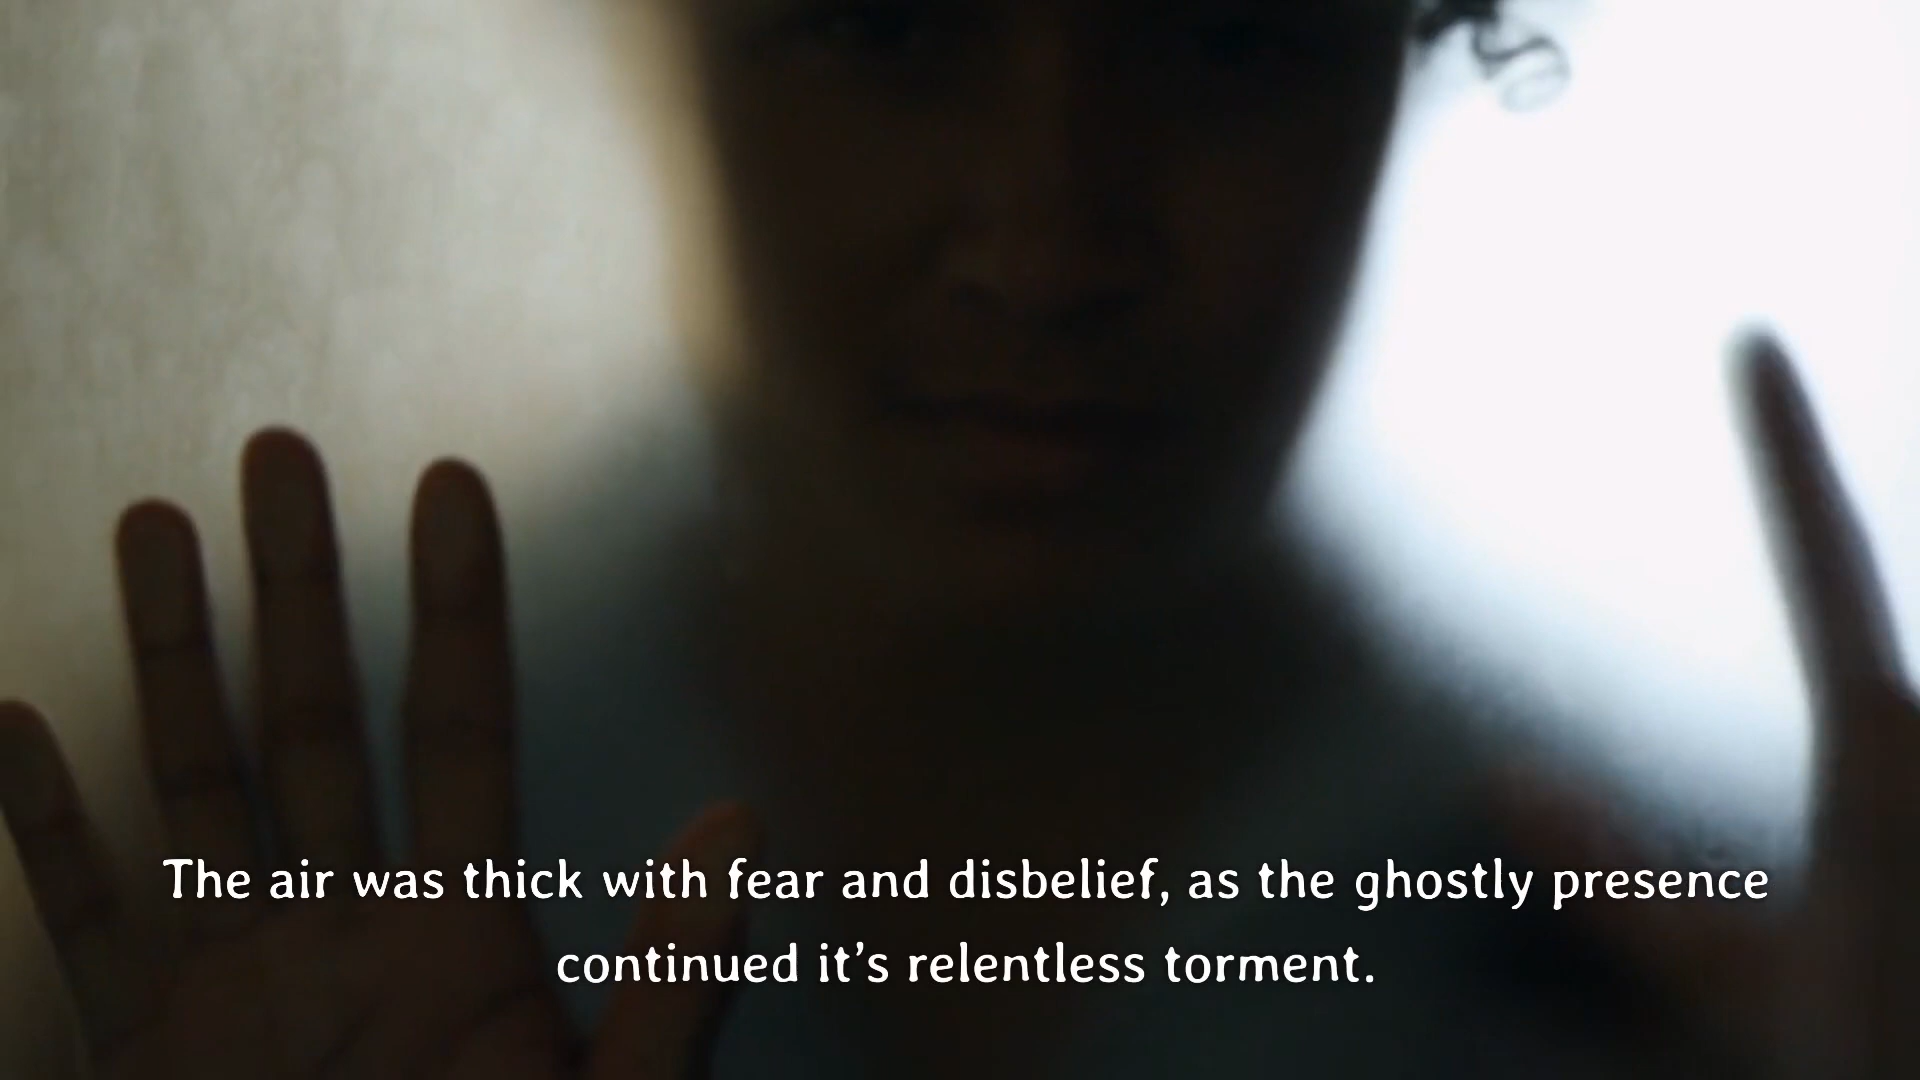 The air was thick with fear and disbelief, as the ghostly presence
continued it’s relentless torment.